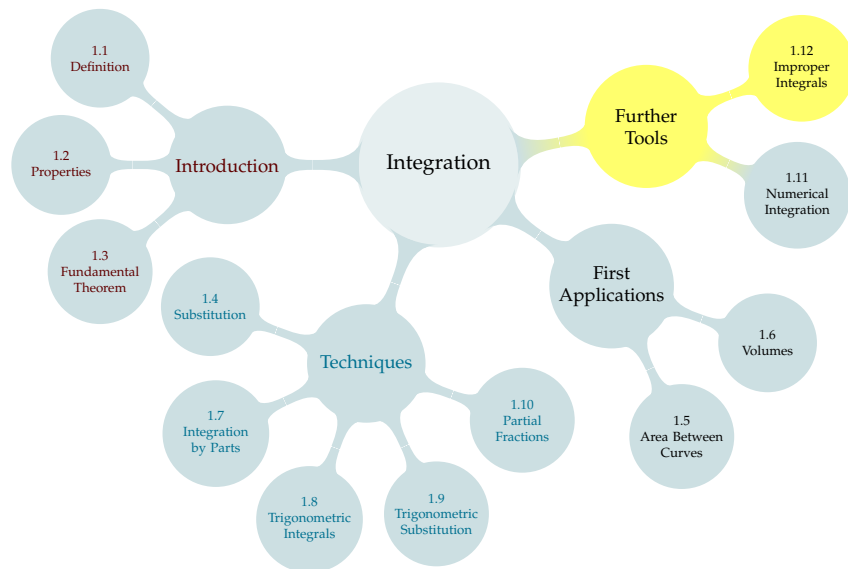 Integration
Introduction
1.1
Definition
1.2
Properties
1.3
Fundamental
Theorem
Techniques
1.4
Substitution
1.7
Integration
by Parts
1.8
Trigonometric
Integrals
1.9
Trigonometric
Substitution
1.10
Partial
Fractions
First
Applications
1.5
Area Between
Curves
1.6
Volumes
Further
Tools
1.11
Numerical
Integration
1.12
Improper
Integrals